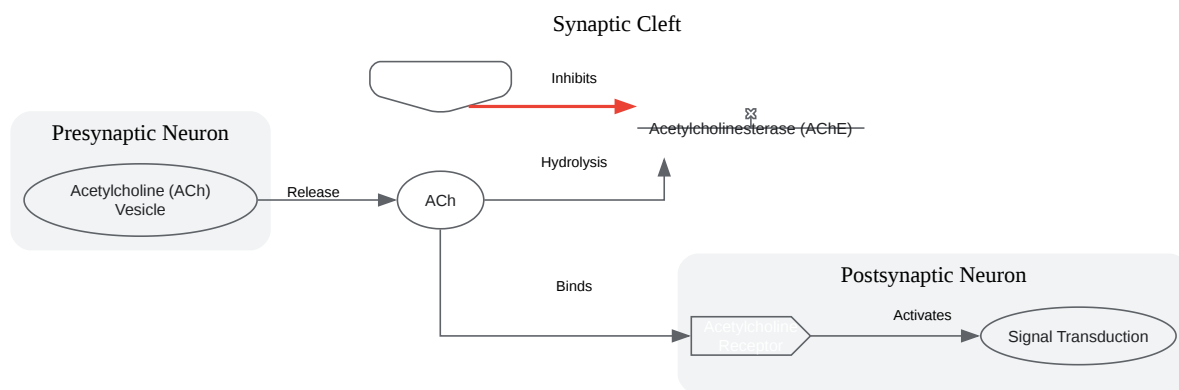 Synaptic Cleft
Inhibits
Acetylcholinesterase (AChE)
Presynaptic Neuron
Hydrolysis
Acetylcholine (ACh)
Vesicle
Release
ACh
Postsynaptic Neuron
Binds
Activates
Acetylcholine
Receptor
Signal Transduction